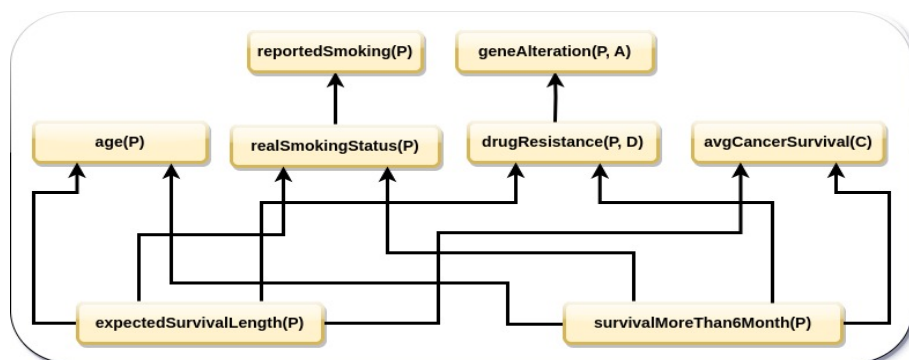 reportedSmoking(P)
geneAlteration(P, A)
age(P)
realSmokingStatus(P)
drugResistance(P, D)
avgCancerSurvival(C)
expectedSurvivalLength(P)
survivalMoreThan6Month(P)